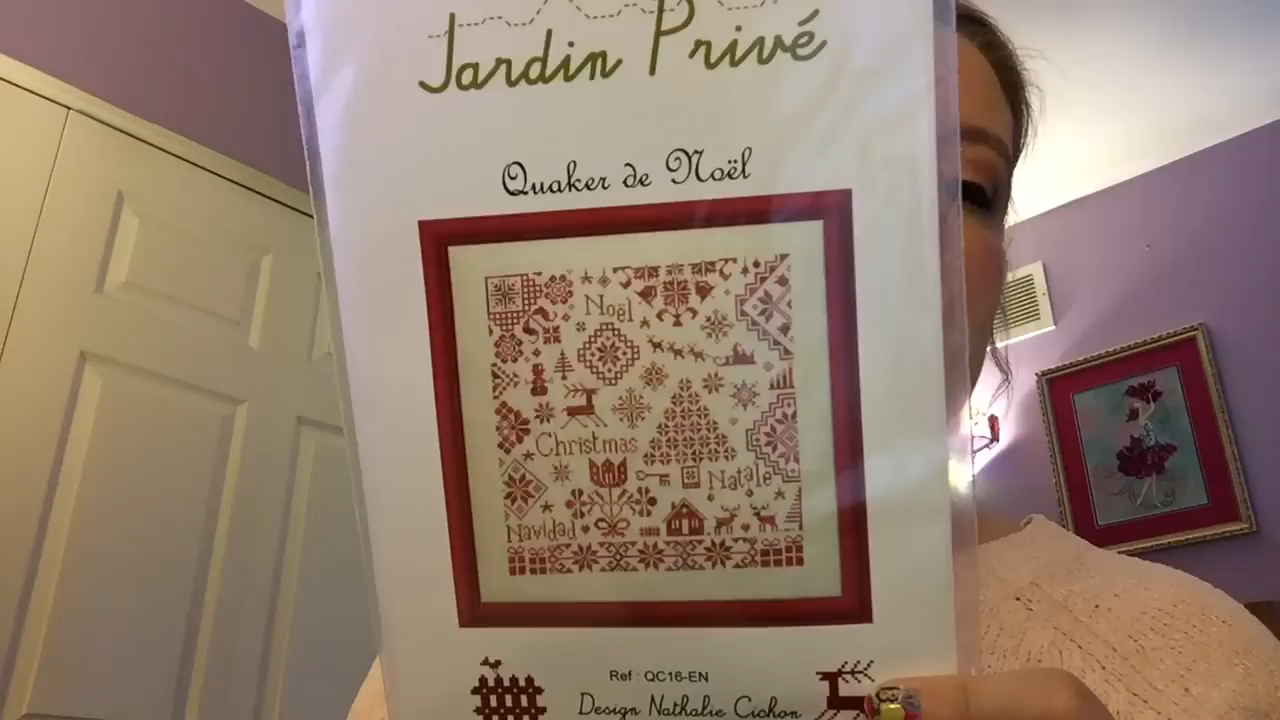 Jardin Privé
Quaker de Noël
Noël
Christmas
Natale
Navidad
Ref : QC16-EN
Design Nathalie Cichon